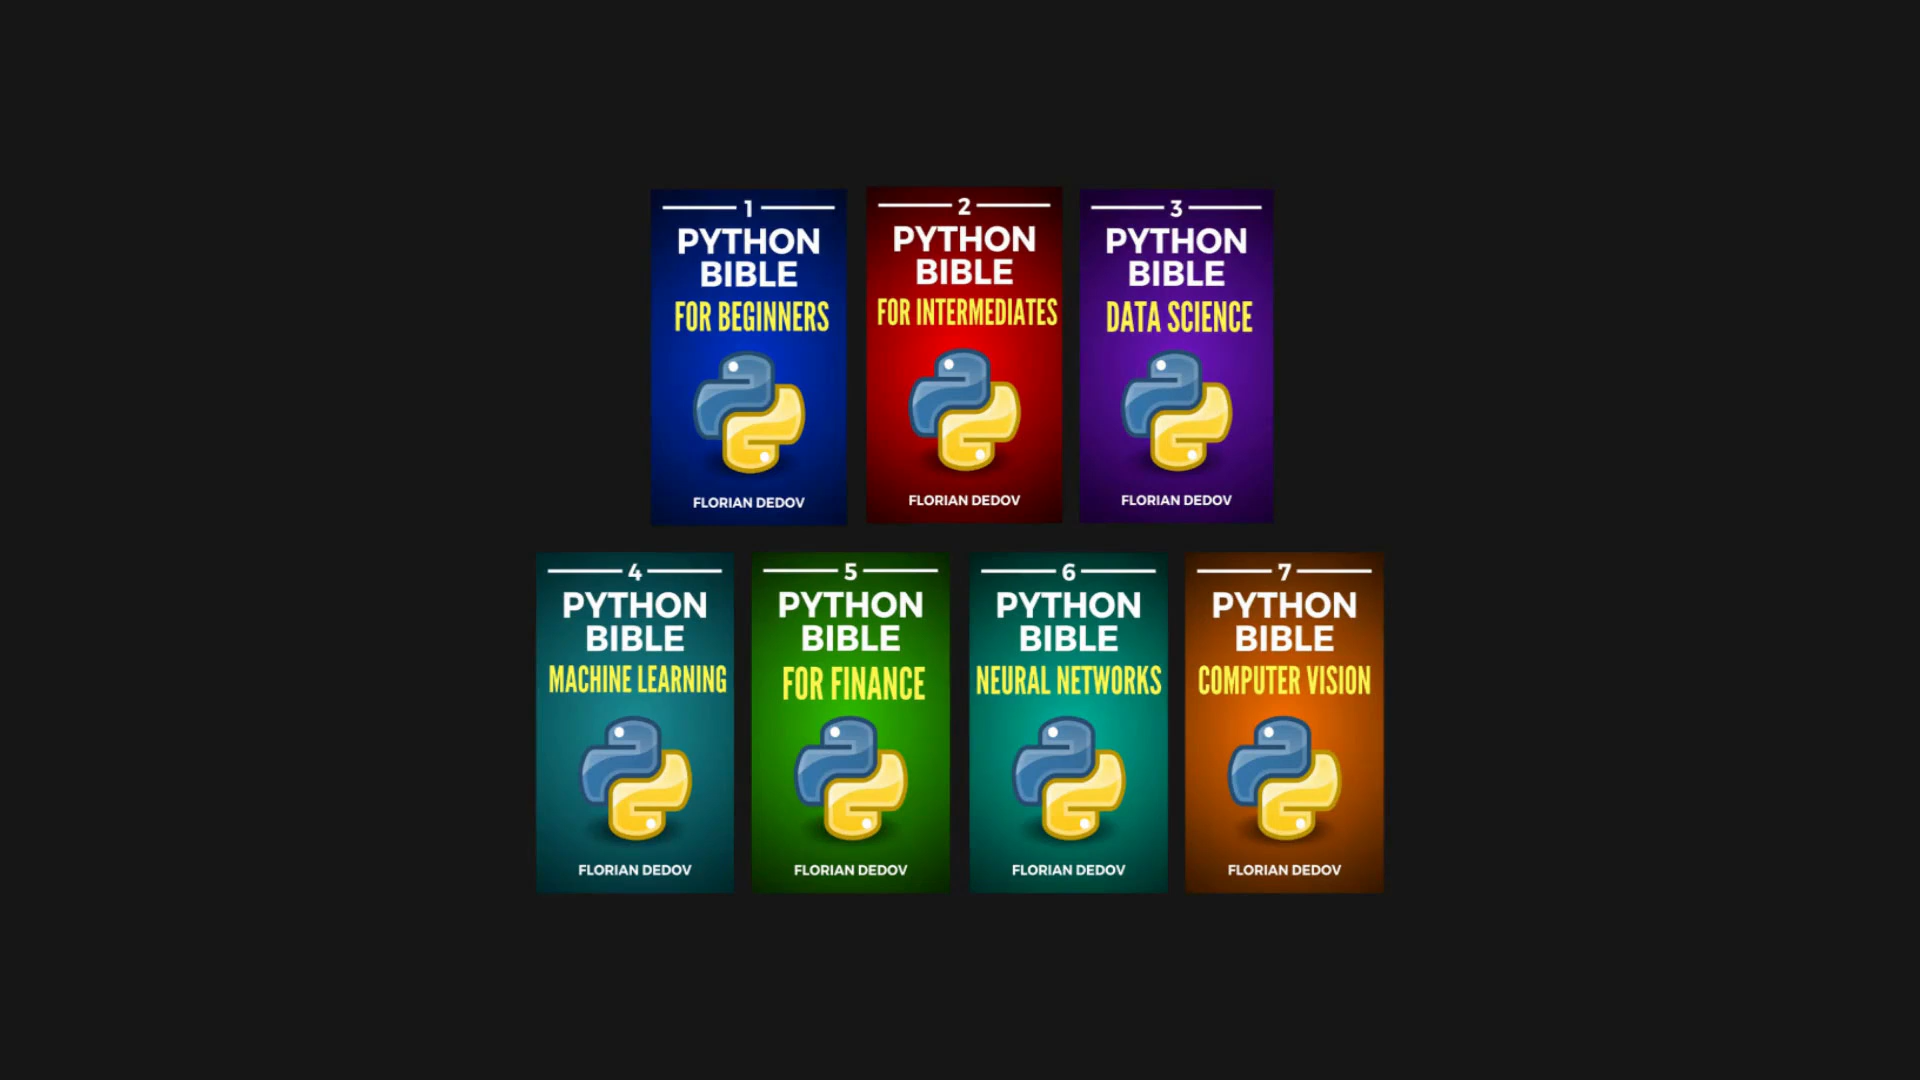 1
PYTHON
BIBLE
FOR BEGINNERS
FLORIAN DEDOV
2
PYTHON
BIBLE
FOR INTERMEDIATES
FLORIAN DEDOV
3
PYTHON
BIBLE
DATA SCIENCE
FLORIAN DEDOV
4
PYTHON
BIBLE
MACHINE LEARNING
FLORIAN DEDOV
5
PYTHON
BIBLE
FOR FINANCE
FLORIAN DEDOV
6
PYTHON
BIBLE
NEURAL NETWORKS
FLORIAN DEDOV
7
PYTHON
BIBLE
COMPUTER VISION
FLORIAN DEDOV